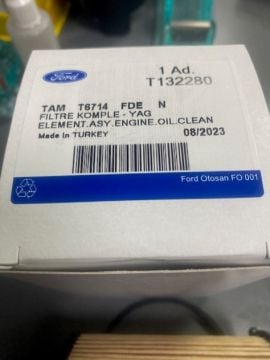 Ford
1 Ad.
T132280
TAM T6714 FDE N
FILTRE KOMPLE - YAG
ELEMENT.ASY.ENGINE.OIL.CLEAN
Made In TURKEY 08/2023
Ford Otosan FO 001